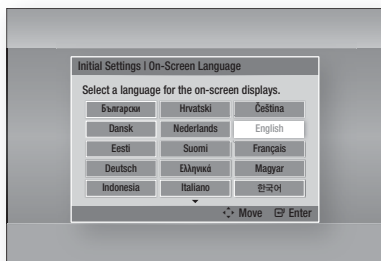 Initial Settings | On-Screen Language
Select a language for the on-screen displays.
Български Hrvatski Čeština
Dansk Nederlands English
Eesti Suomi Français
Deutsch Ελληνικά Magyar
Indonesia Italiano 한국어
Move Enter